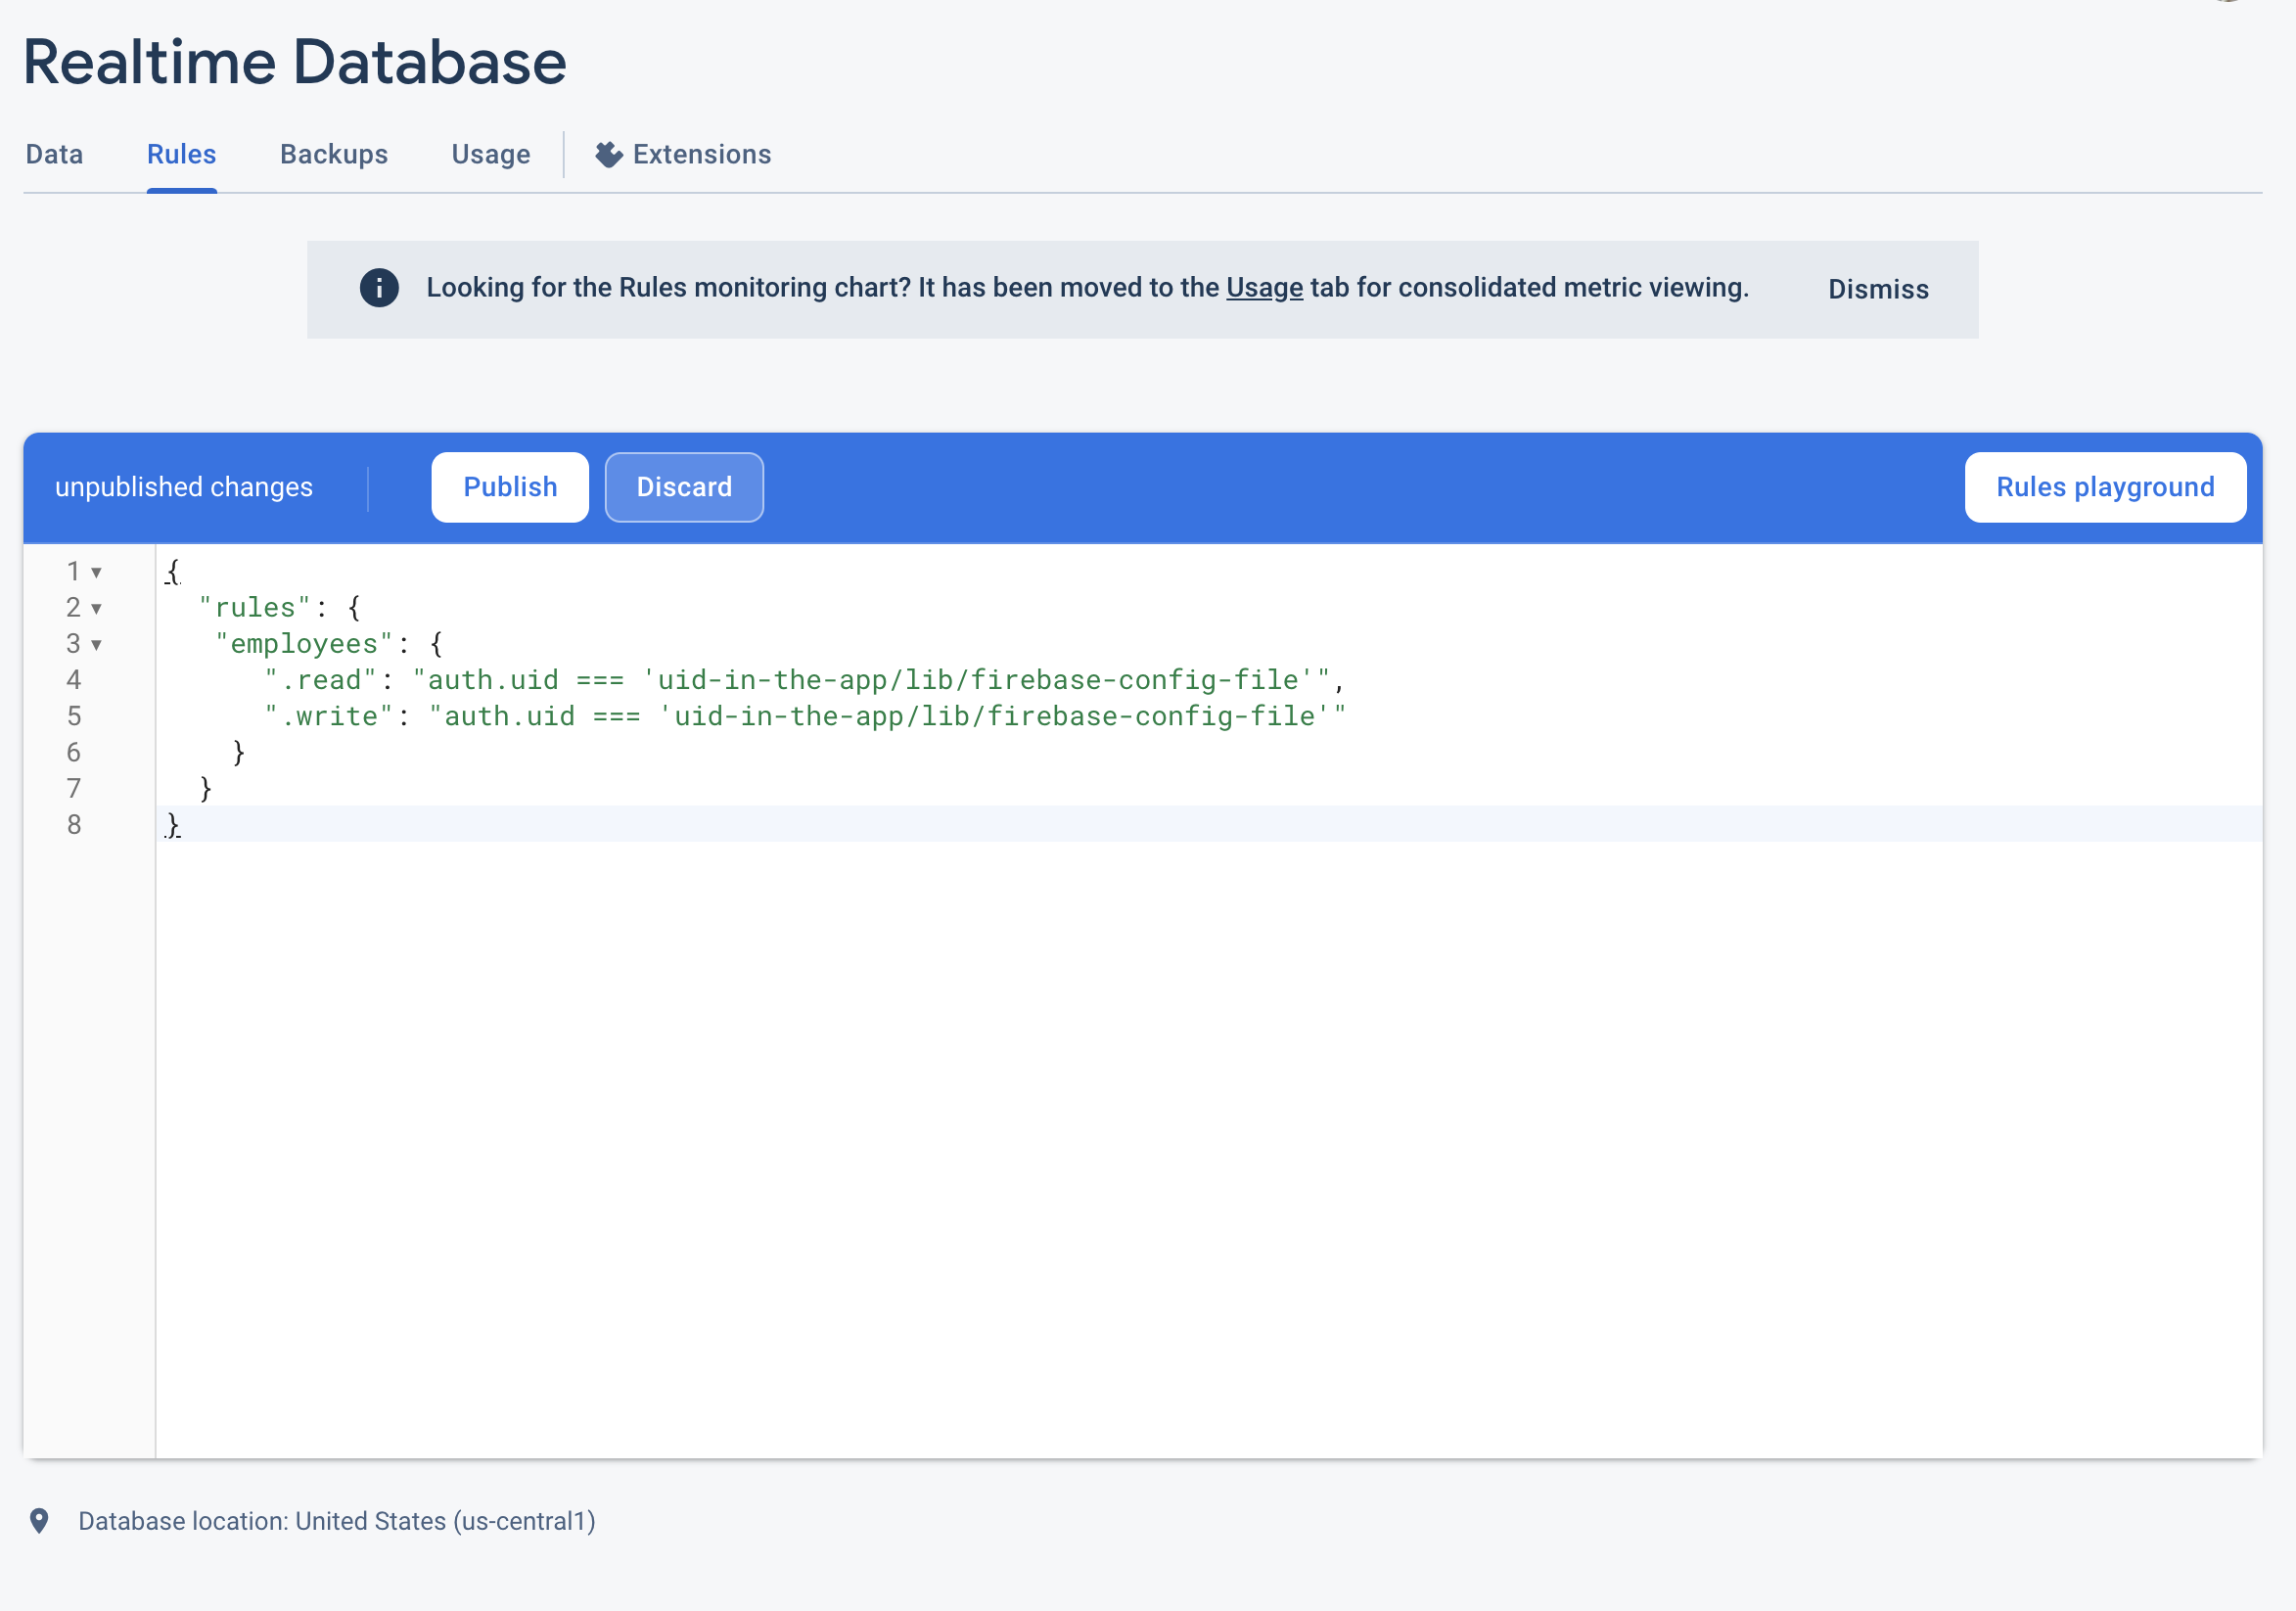 Realtime Database
Data Rules Backups Usage Extensions
Looking for the Rules monitoring chart? It has been moved to the Usage tab for consolidated metric viewing. Dismiss
unpublished changes Publish Discard Rules playground
1 {
2 "rules": {
3 "employees": {
4 ".read": "auth.uid === 'uid-in-the-app/lib/firebase-config-file'",
5 ".write": "auth.uid === 'uid-in-the-app/lib/firebase-config-file'"
6 }
7 }
8 }
Database location: United States (us-central1)